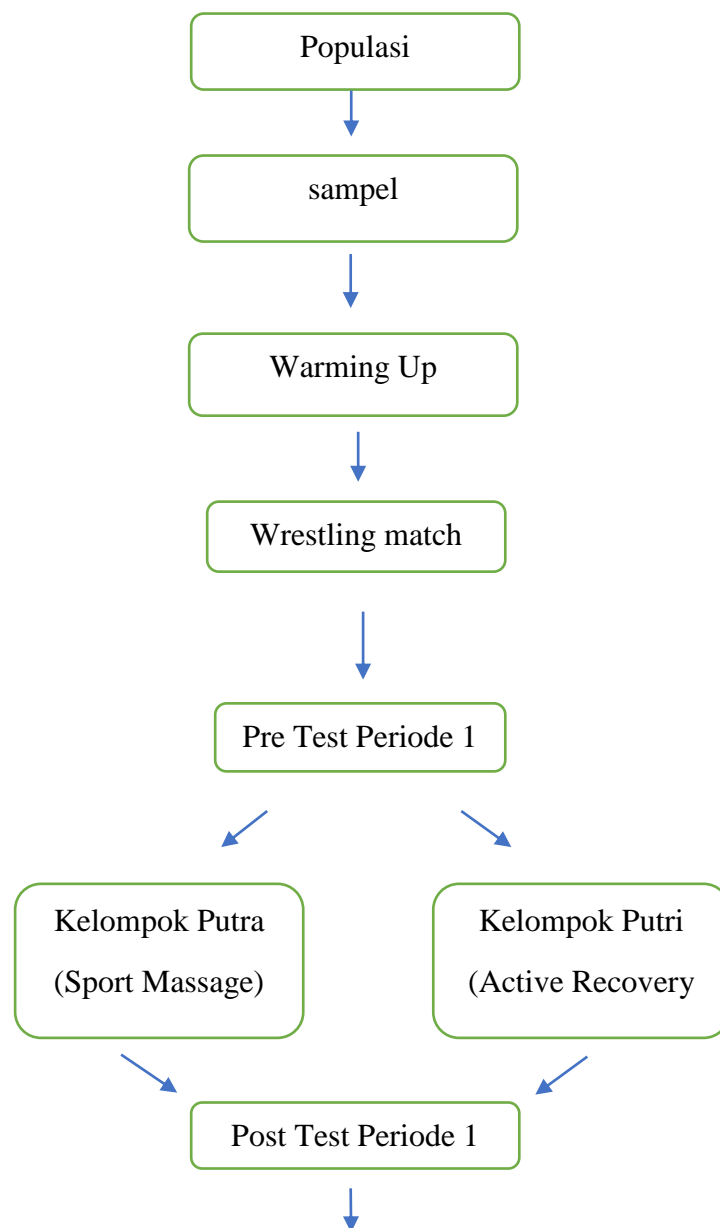 Populasi
sampel
Warming Up
Wrestling match
Pre Test Periode 1
Kelompok Putra
(Sport Massage)
Kelompok Putri
(Active Recovery
Post Test Periode 1